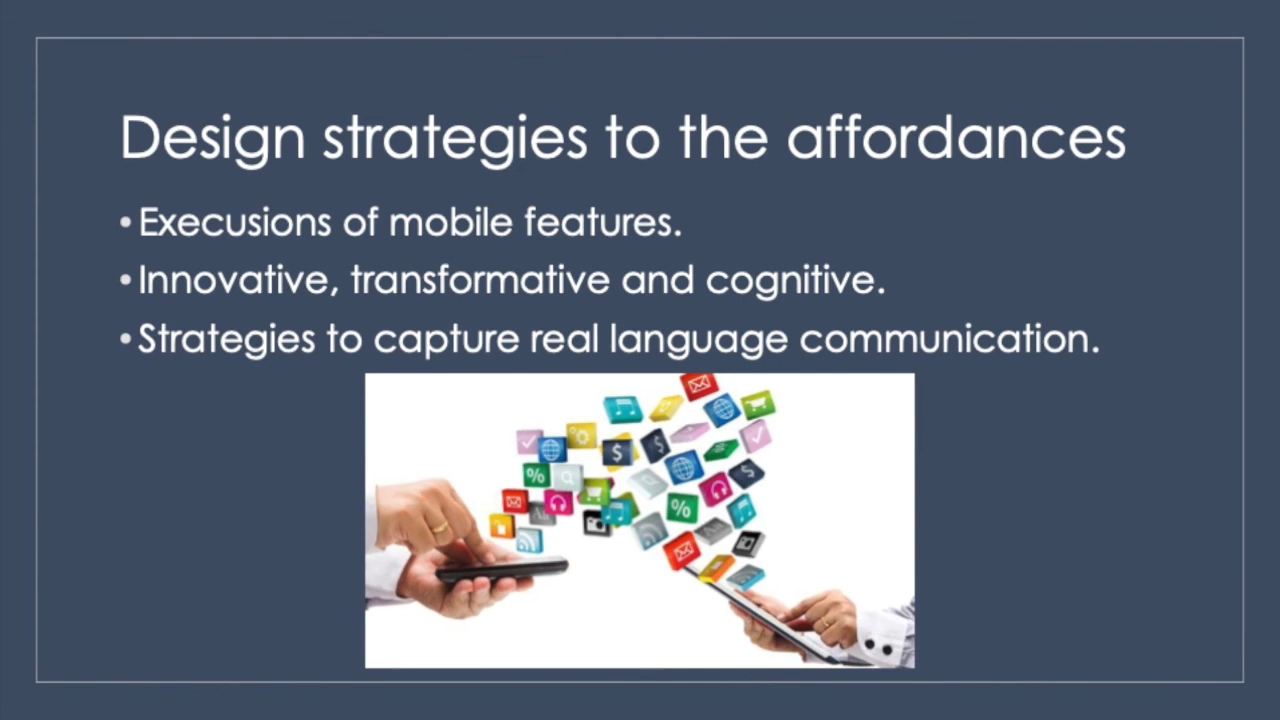 Design strategies to the affordances
• Execusions of mobile features.
• Innovative, transformative and cognitive.
• Strategies to capture real language communication.